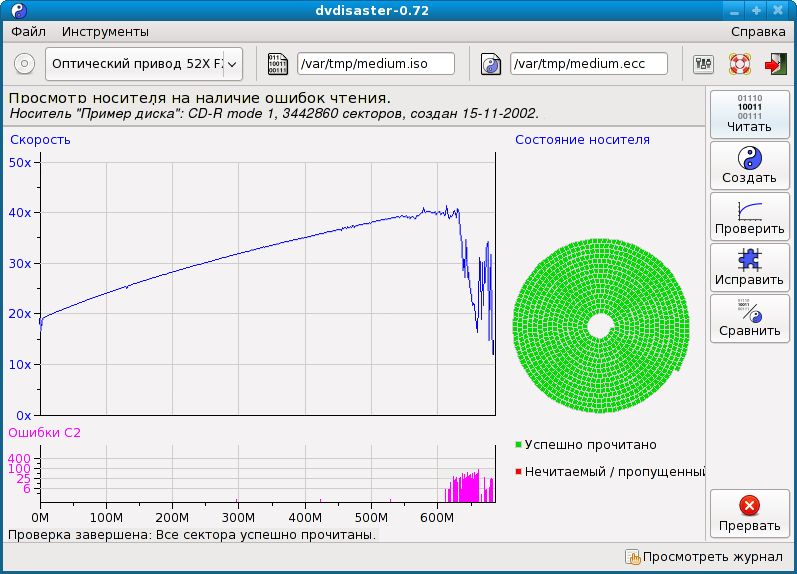 dvdisaster-0.72
Файл Инструменты Справка
Оптический привод 52X F
/var/tmp/medium.iso
/var/tmp/medium.ecc
Просмотр носителя на наличие ошибок чтения.
Носитель "Пример диска": CD-R mode 1, 3442860 секторов, создан 15-11-2002.
Скорость
50x
40x
30x
20x
10x
0x
Ошибки C2
400
100
25
6
0M 100M 200M 300M 400M 500M 600M
Проверка завершена: Все сектора успешно прочитаны.
Состояние носителя
Успешно прочитано
Нечитаемый / пропущенный
01110
10011
00111
Читать
Создать
Проверить
Исправить
Сравнить
Прервать
Просмотреть журнал